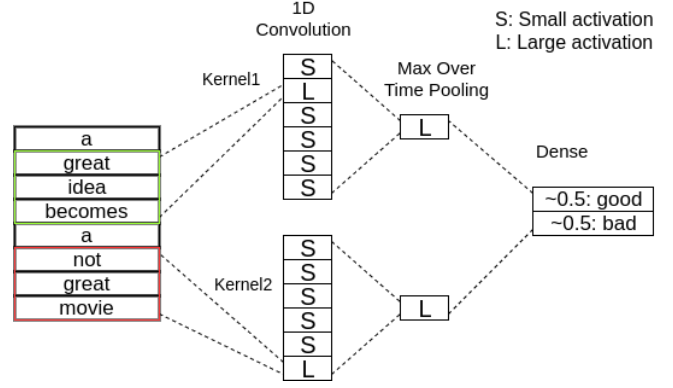 1D
Convolution
S: Small activation
L: Large activation
Kernel1
S
L
S
S
S
S
Max Over
Time Pooling
L
a
great
idea
becomes
a
not
great
movie
Dense
~0.5: good
~0.5: bad
Kernel2
S
S
S
S
S
L
L